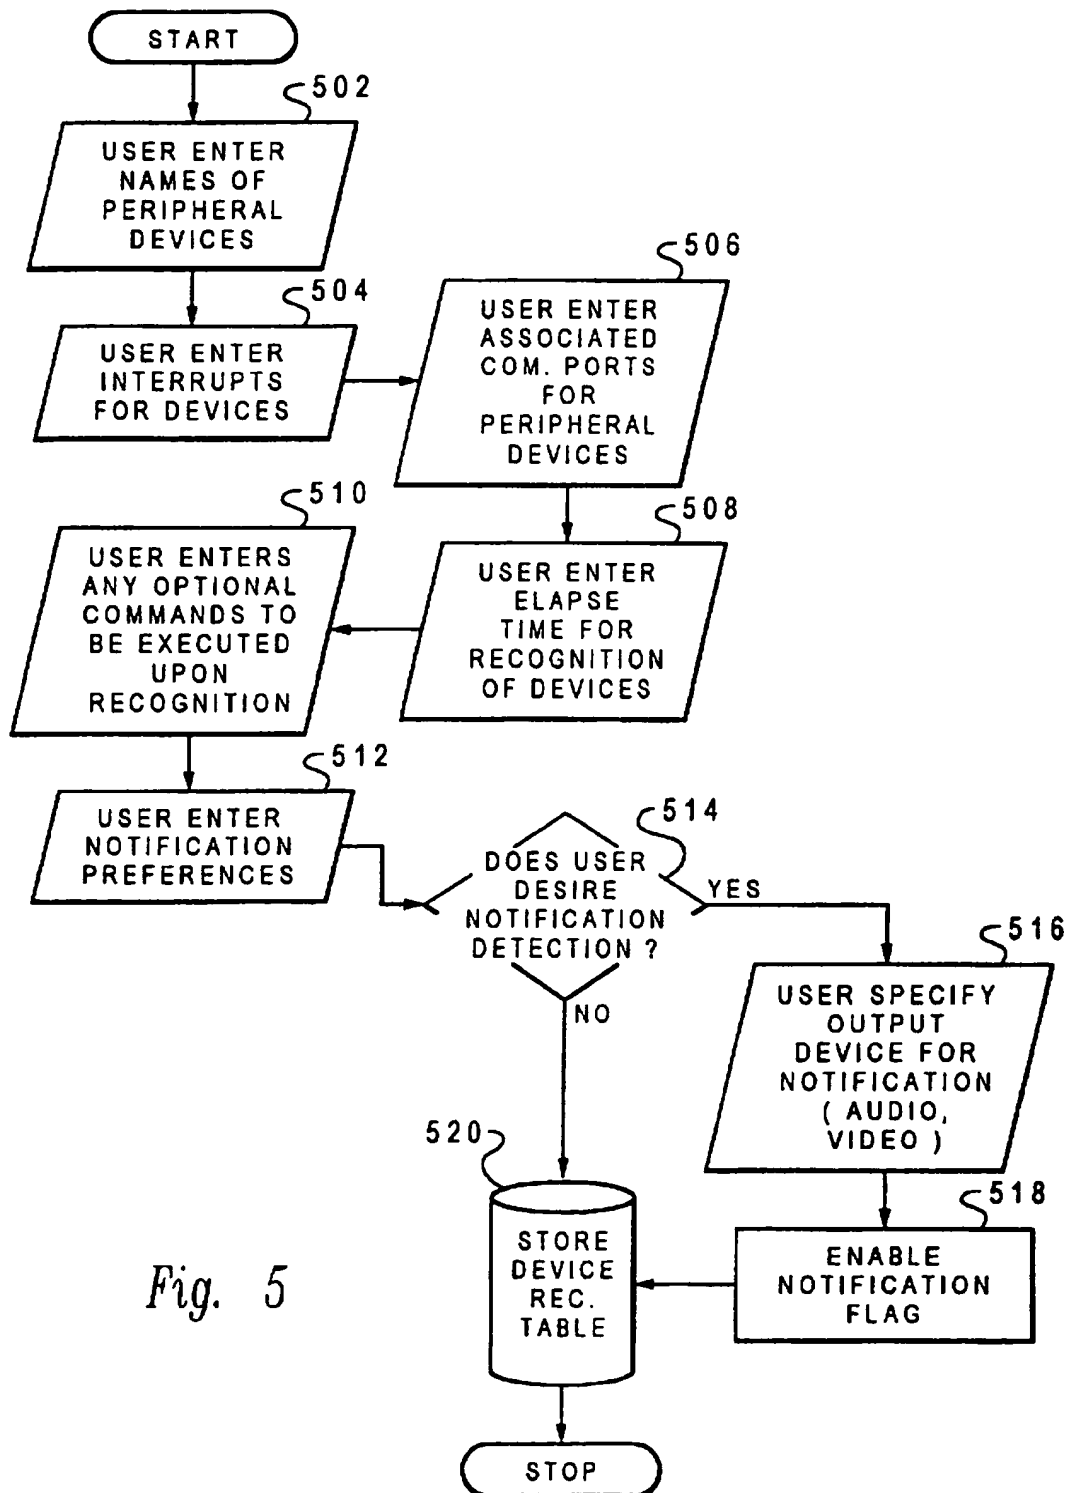 START
502
USER ENTER
NAMES OF
PERIPHERAL
DEVICES
504
USER ENTER
INTERRUPTS
FOR DEVICES
506
USER ENTER
ASSOCIATED
COM. PORTS
FOR
PERIPHERAL
DEVICES
508
USER ENTER
ELAPSE
TIME FOR
RECOGNITION
OF DEVICES
510
USER ENTERS
ANY OPTIONAL
COMMANDS TO
BE EXECUTED
UPON
RECOGNITION
512
USER ENTER
NOTIFICATION
PREFERENCES
514
DOES USER
DESIRE
NOTIFICATION
DETECTION ?
YES
NO
516
USER SPECIFY
OUTPUT
DEVICE FOR
NOTIFICATION
( AUDIO,
VIDEO )
518
ENABLE
NOTIFICATION
FLAG
520
STORE
DEVICE
REC.
TABLE
STOP
Fig. 5